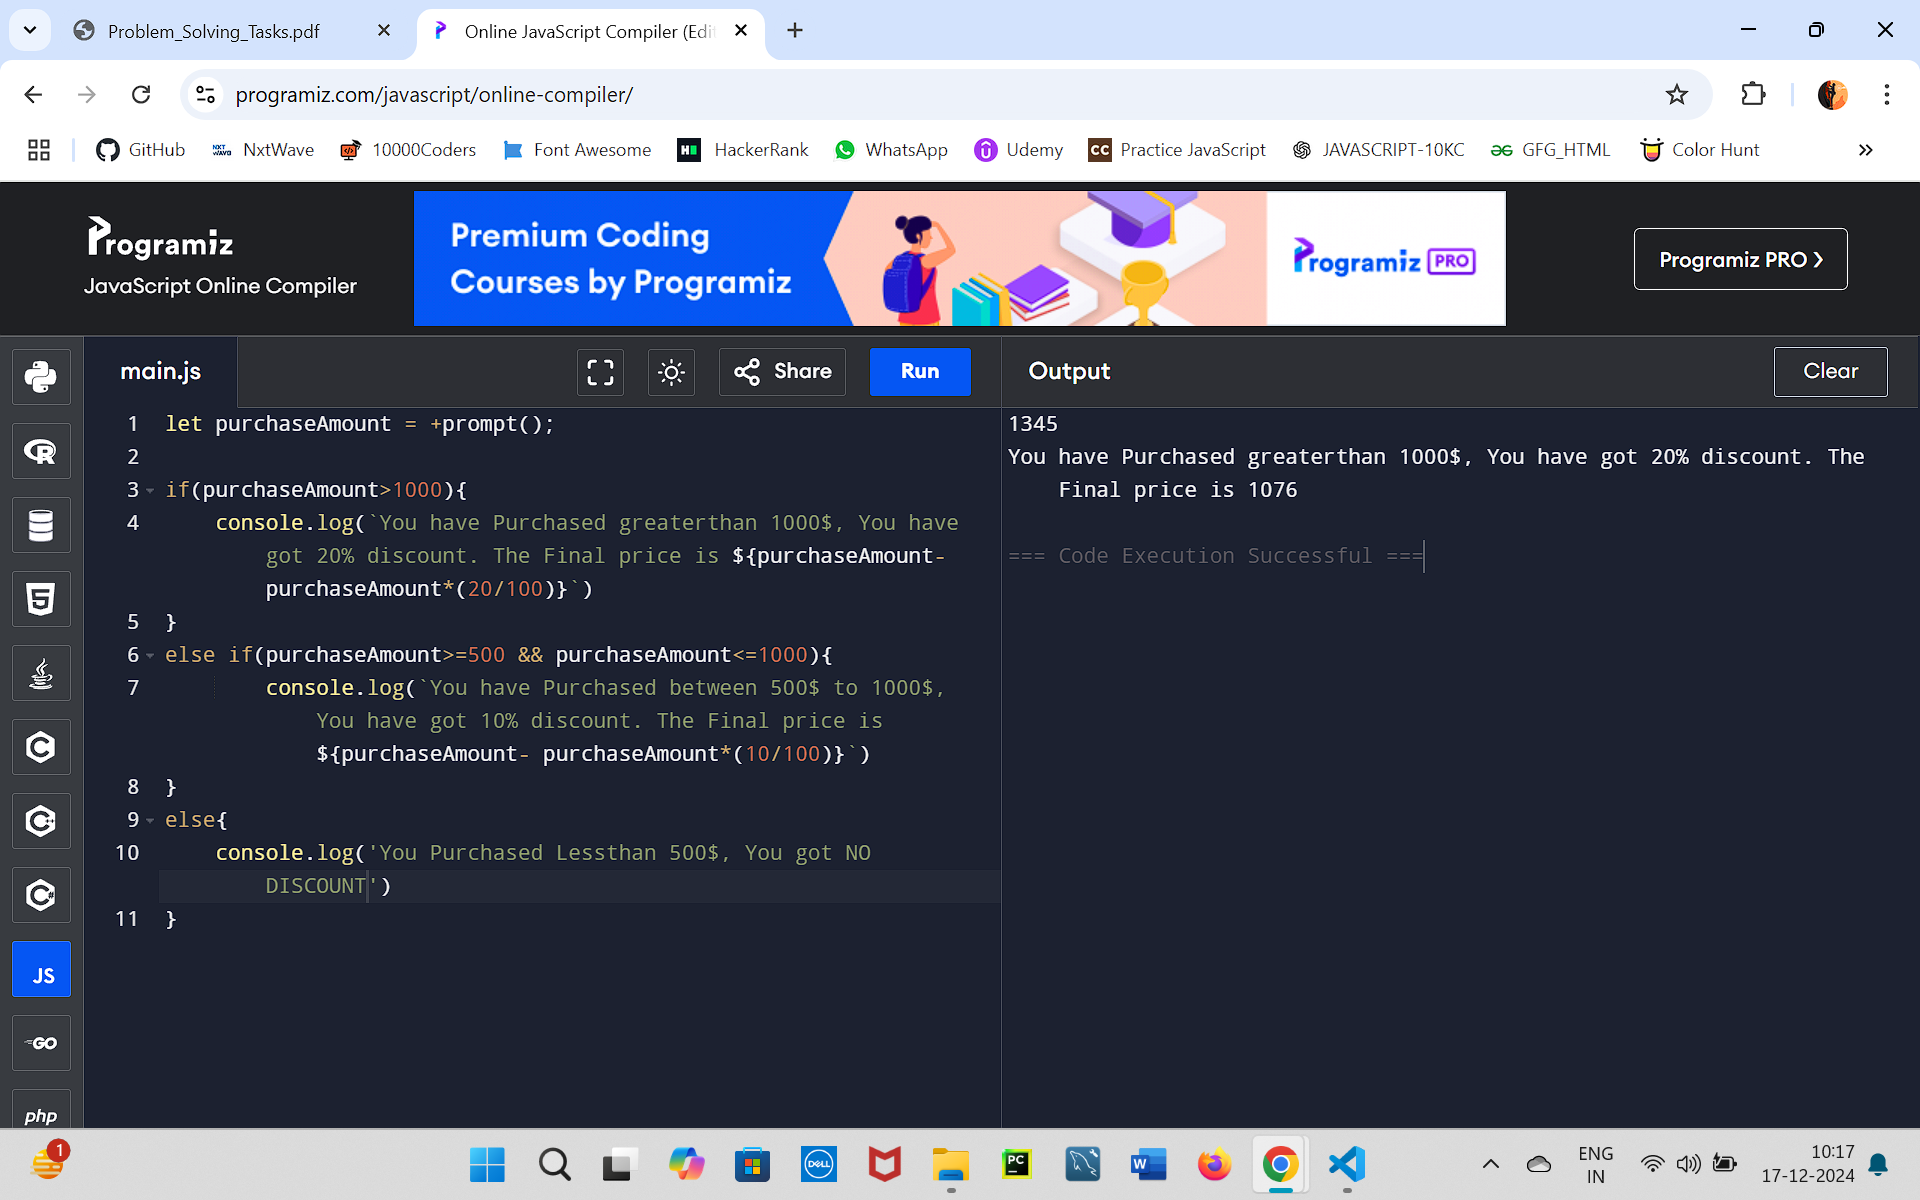 Problem_Solving_Tasks.pdf
Online JavaScript Compiler (Edi
programiz.com/javascript/online-compiler/
GitHub
NxtWave
10000Coders
Font Awesome
HackerRank
WhatsApp
Udemy
CC Practice JavaScript
JAVASCRIPT-10KC
GFG_HTML
Color Hunt
Programiz
JavaScript Online Compiler
Premium Coding
Courses by Programiz
Programiz PRO
Programiz PRO ❯
main.js
Share
Run
Output
Clear
1 let purchaseAmount = +prompt();
2
3 if(purchaseAmount>1000){
4 console.log(`You have Purchased greaterthan 1000$, You have
got 20% discount. The Final price is ${purchaseAmount-
purchaseAmount*(20/100)}`)
5 }
6 else if(purchaseAmount>=500 && purchaseAmount<=1000){
7 console.log(`You have Purchased between 500$ to 1000$,
You have got 10% discount. The Final price is
${purchaseAmount- purchaseAmount*(10/100)}`)
8 }
9 else{
10 console.log('You Purchased Lessthan 500$, You got NO
DISCOUNT')
11 }
1345
You have Purchased greaterthan 1000$, You have got 20% discount. The
Final price is 1076
=== Code Execution Successful ===
R
5
C
C
C
JS
GO
php
1
DELL
PC
W
ENG
IN
10:17
17-12-2024